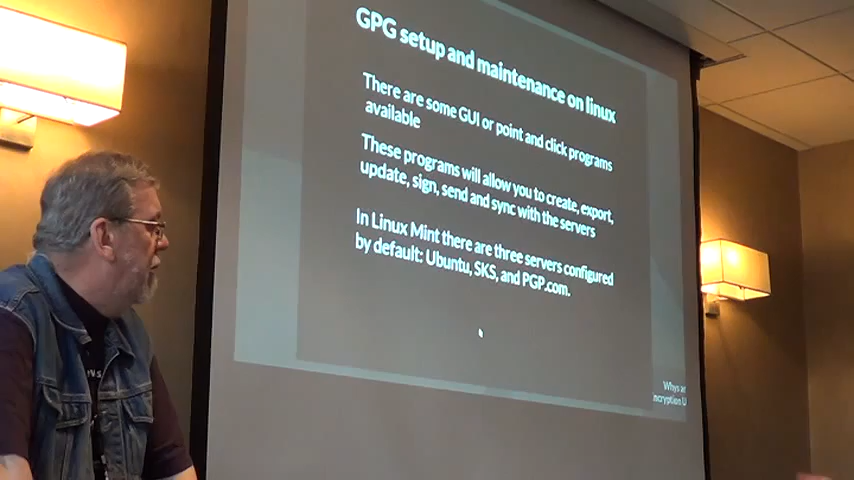 GPG setup and maintenance on linux
There are some GUI or point and click programs
available
These programs will allow you to create, export,
update, sign, send and sync with the servers
In Linux Mint there are three servers configured
by default: Ubuntu, SKS, and PGP.com.
Whys a
ncryption U